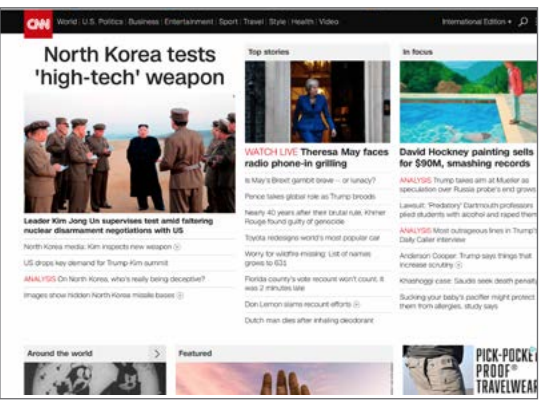 CNN World | U.S. Politics | Business | Entertainment | Sport | Travel | Style | Health | Video International Edition
North Korea tests
'high-tech' weapon
Leader Kim Jong Un supervises test amid faltering
nuclear disarmament negotiations with US
North Korea media: Kim inspects new weapon
US drops key demand for Trump-Kim summit
ANALYSIS On North Korea, who's really being deceptive?
Images show hidden North Korea missile bases
Top stories
WATCH LIVE Theresa May faces
radio phone-in grilling
Is May's Brexit gambit brave -- or lunacy?
Pence takes global role as Trump broods
Nearly 40 years after their brutal rule, Khmer
Rouge found guilty of genocide
Toyota redesigns world's most popular car
Worry for wildfire missing: List of names
grows to 631
Florida county's vote recount won't count. It
was 2 minutes late
Don Lemon slams recount efforts
Dutch man dies after inhaling deodorant
In focus
David Hockney painting sells
for $90M, smashing records
ANALYSIS Trump takes aim at Mueller as
speculation over Russia probe's end grows
Lawsuit: 'Predatory' Dartmouth professors
plied students with alcohol and raped them
ANALYSIS Most outrageous lines in Trump's
Daily Caller interview
Anderson Cooper: Trump says things that
increase scrutiny
Khashoggi case: Saudis seek death penalty
Sucking your baby's pacifier might protect
them from allergies, study says
Around the world
Featured
PICK-POCKET
PROOF®
TRAVELWEAR